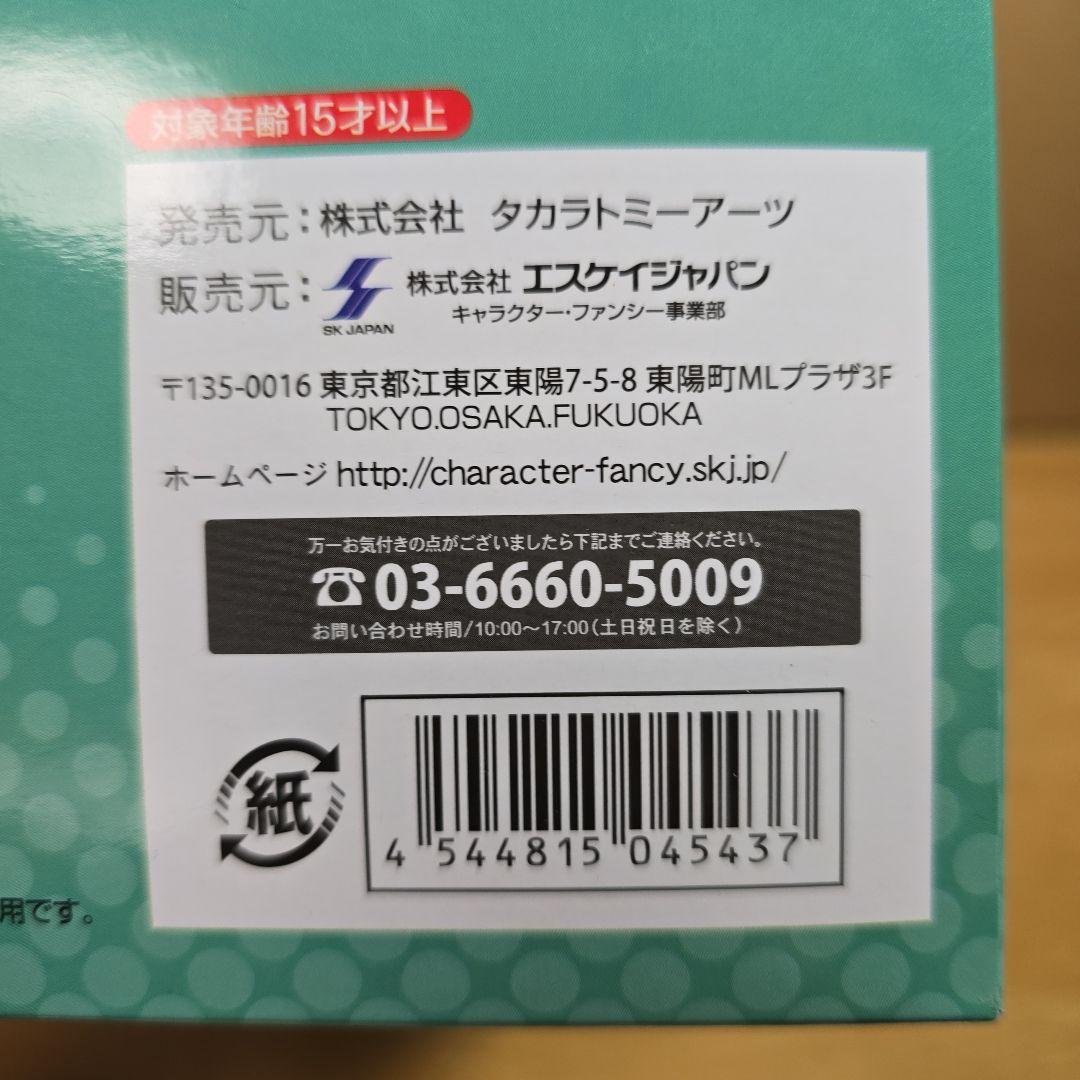 対象年齢15才以上
発売元：株式会社 タカラトミーアーツ
販売元： SK JAPAN 株式会社 エスケイジャパン
キャラクター・ファンシー事業部
〒135-0016 東京都江東区東陽7-5-8 東陽町MLプラザ3F
TOKYO.OSAKA.FUKUOKA
ホームページ http://character-fancy.skj.jp/
万一お気付きの点がございましたら下記までご連絡ください。
☎03-6660-5009
お問い合わせ時間/10:00～17:00（土日祝日を除く）
紙
4 544815 045437
用です。